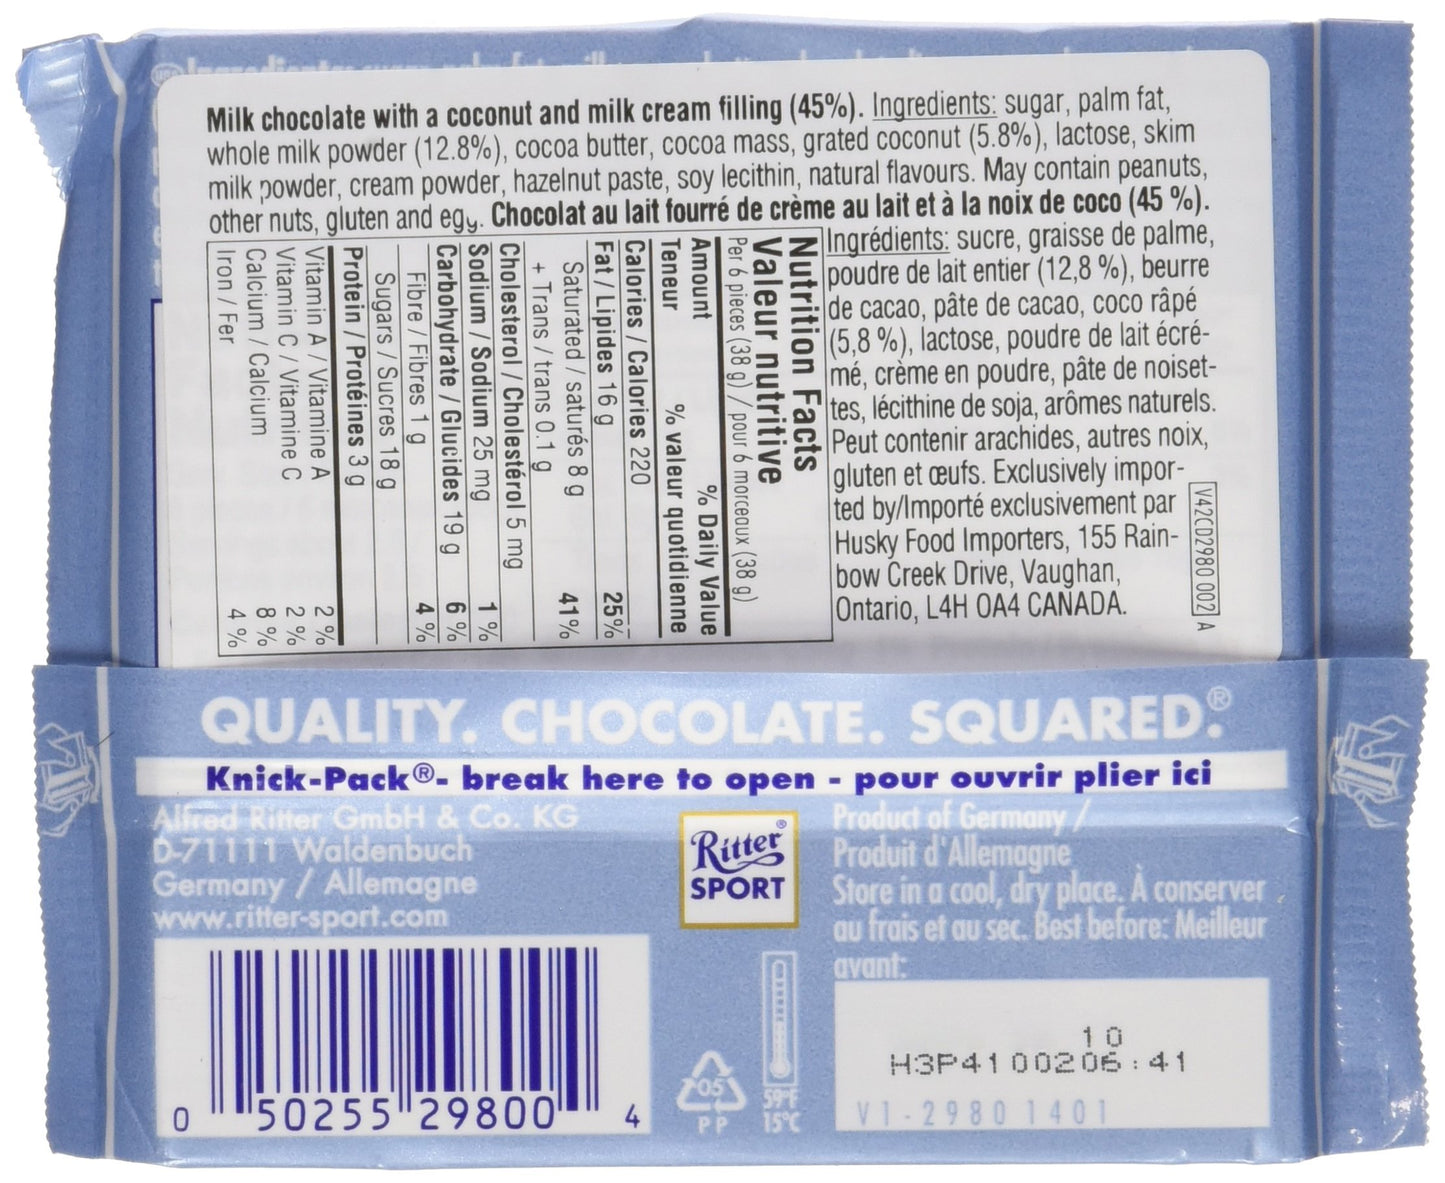 Milk chocolate with a coconut and milk cream filling (45%). Ingredients: sugar, palm fat,
whole milk powder (12.8%), cocoa butter, cocoa mass, grated coconut (5.8%), lactose, skim
milk powder, cream powder, hazelnut paste, soy lecithin, natural flavours. May contain peanuts,
other nuts, gluten and egg. Chocolat au lait fourré de crème au lait et à la noix de coco (45 %).
Ingrédients: sucre, graisse de palme,
poudre de lait entier (12,8 %), beurre
de cacao, pâte de cacao, coco râpé
(5,8 %), lactose, poudre de lait écré-
mé, crème en poudre, pâte de noiset-
tes, lécithine de soja, arômes naturels.
Peut contenir arachides, autres noix,
gluten et œufs. Exclusively impor-
ted by/Importé exclusivement par
Husky Food Importers, 155 Rain-
bow Creek Drive, Vaughan,
Ontario, L4H 0A4 CANADA.
V42CD2980 002 A
Nutrition Facts
Valeur nutritive
Per 6 pieces (38 g) / pour 6 morceaux (38 g)
Amount % Daily Value
Teneur % valeur quotidienne
Calories / Calories 220
Fat / Lipides 16 g 25%
Saturated / saturés 8 g
+ Trans / trans 0.1 g 41%
Cholesterol / Cholestérol 5 mg
Sodium / Sodium 25 mg 1 %
Carbohydrate / Glucides 19 g 6 %
Fibre / Fibres 1 g 4 %
Sugars / Sucres 18 g
Protein / Protéines 3 g
Vitamin A / Vitamine A 2 %
Vitamin C / Vitamine C 2 %
Calcium / Calcium 8 %
Iron / Fer 4 %
QUALITY. CHOCOLATE. SQUARED.®
Knick-Pack®- break here to open - pour ouvrir plier ici
Alfred Ritter GmbH & Co. KG
D-71111 Waldenbuch
Germany / Allemagne
www.ritter-sport.com
Ritter®
SPORT
Product of Germany /
Produit d'Allemagne
Store in a cool, dry place. À conserver
au frais et au sec. Best before: Meilleur
avant:
10
H3P4100206:41
V1-29801401
0 50255 29800 4
05
PP
59°F
15°C